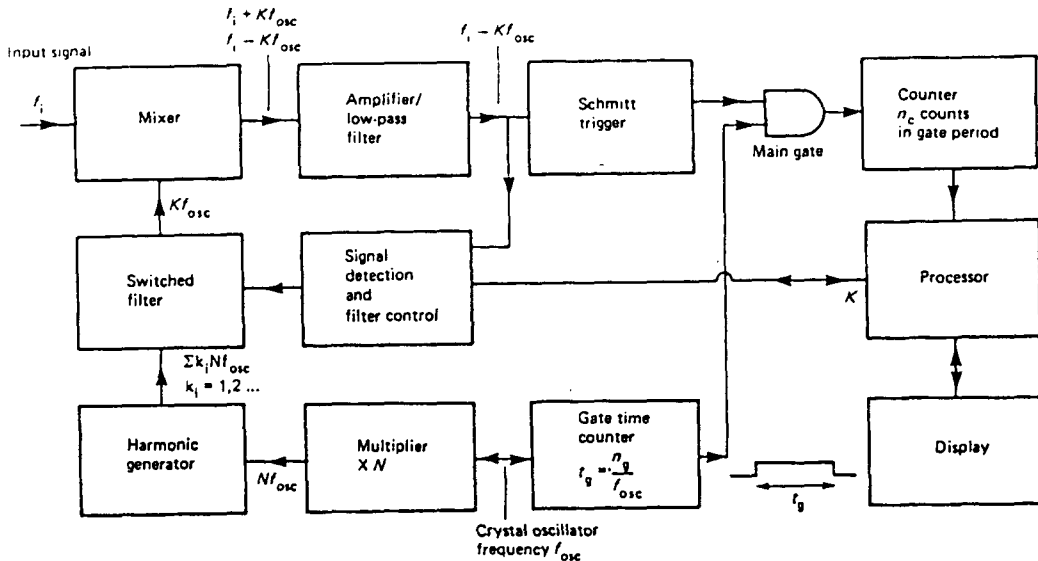 f_i + Kf_osc
f_i − Kf_osc
f_i − Kf_osc
Input signal
f_i
Mixer
Amplifier/
low-pass
filter
Schmitt
trigger
Main gate
Counter
n_c counts
in gate period
Kf_osc
Switched
filter
Signal
detection
and
filter control
K
Processor
Σk_i Nf_osc
k_i = 1,2 ...
Harmonic
generator
Nf_osc
Multiplier
X N
Gate time
counter
t_g = n_g / f_osc
t_g
Display
Crystal oscillator
frequency f_osc